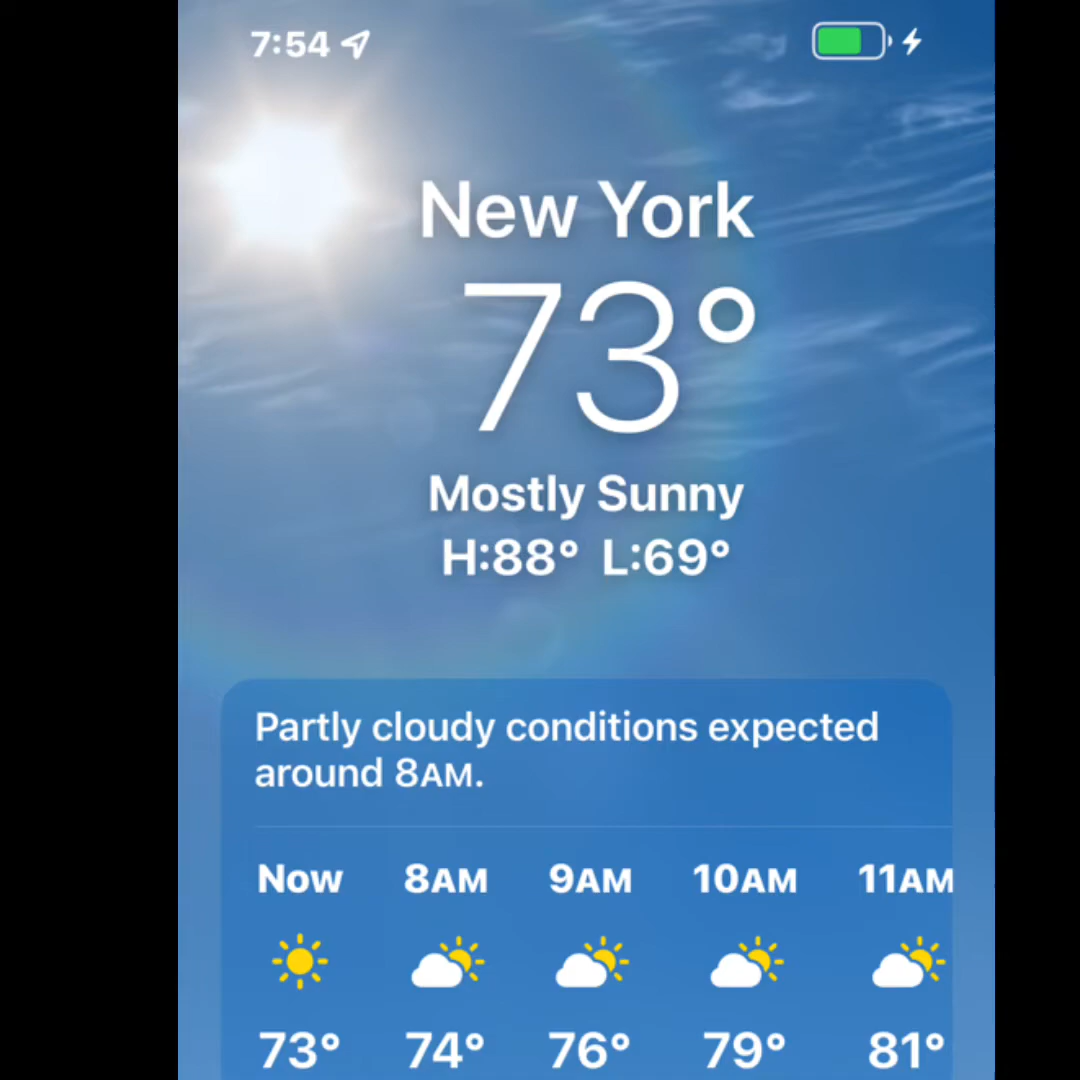 7:54
New York
73°
Mostly Sunny
H:88° L:69°
Partly cloudy conditions expected
around 8AM.
Now 8AM 9AM 10AM 11AM
73° 74° 76° 79° 81°